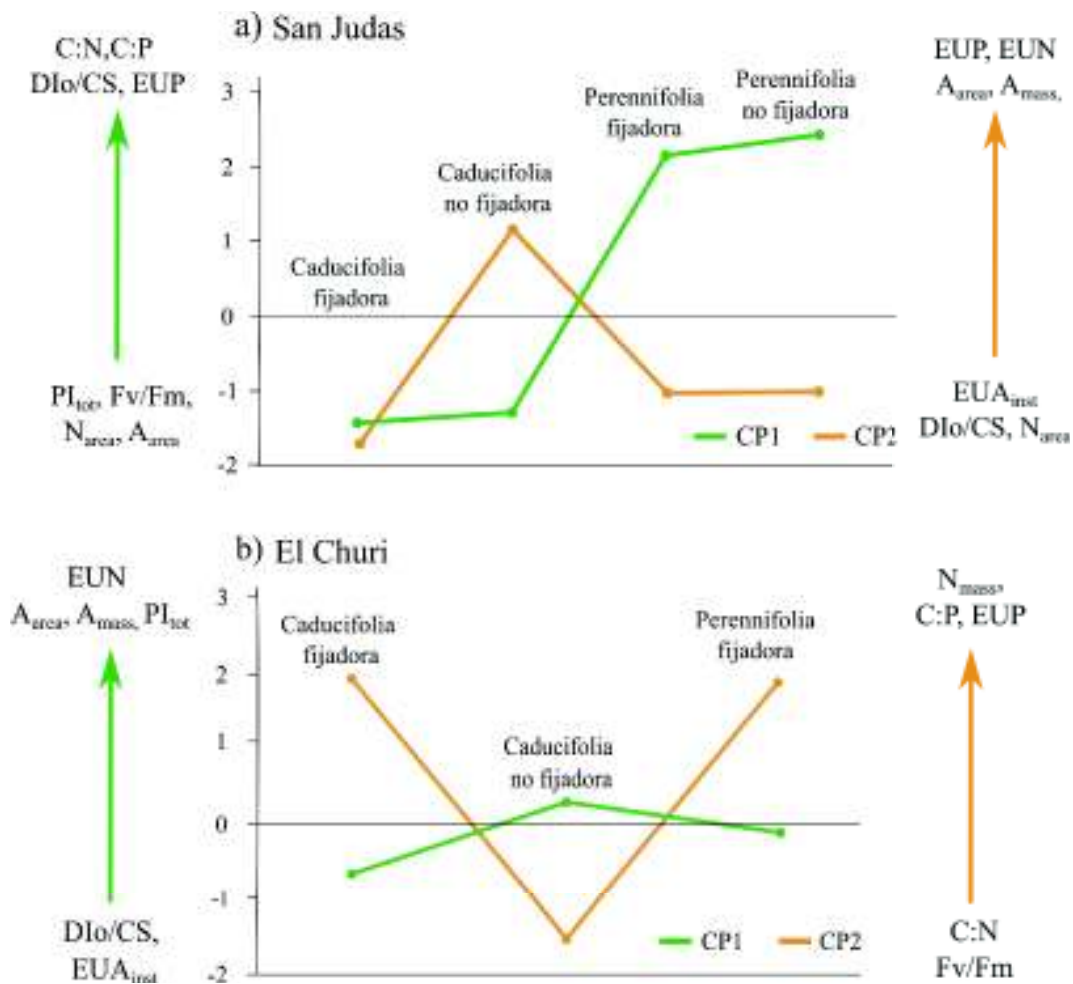 a) San Judas
C:N,C:P
DIo/CS, EUP
PItot, Fv/Fm,
Narea, Aarea
3
2
1
0
-1
-2
Caducifolia
fijadora
Caducifolia
no fijadora
Perennifolia
fijadora
Perennifolia
no fijadora
CP1
CP2
EUP, EUN
Aarea, Amass,
EUAinst
DIo/CS, Narea
b) El Churi
EUN
Aarea, Amass, PItot
DIo/CS,
EUAinst
3
2
1
0
-1
-2
Caducifolia
fijadora
Caducifolia
no fijadora
Perennifolia
fijadora
CP1
CP2
Nmass,
C:P, EUP
C:N
Fv/Fm